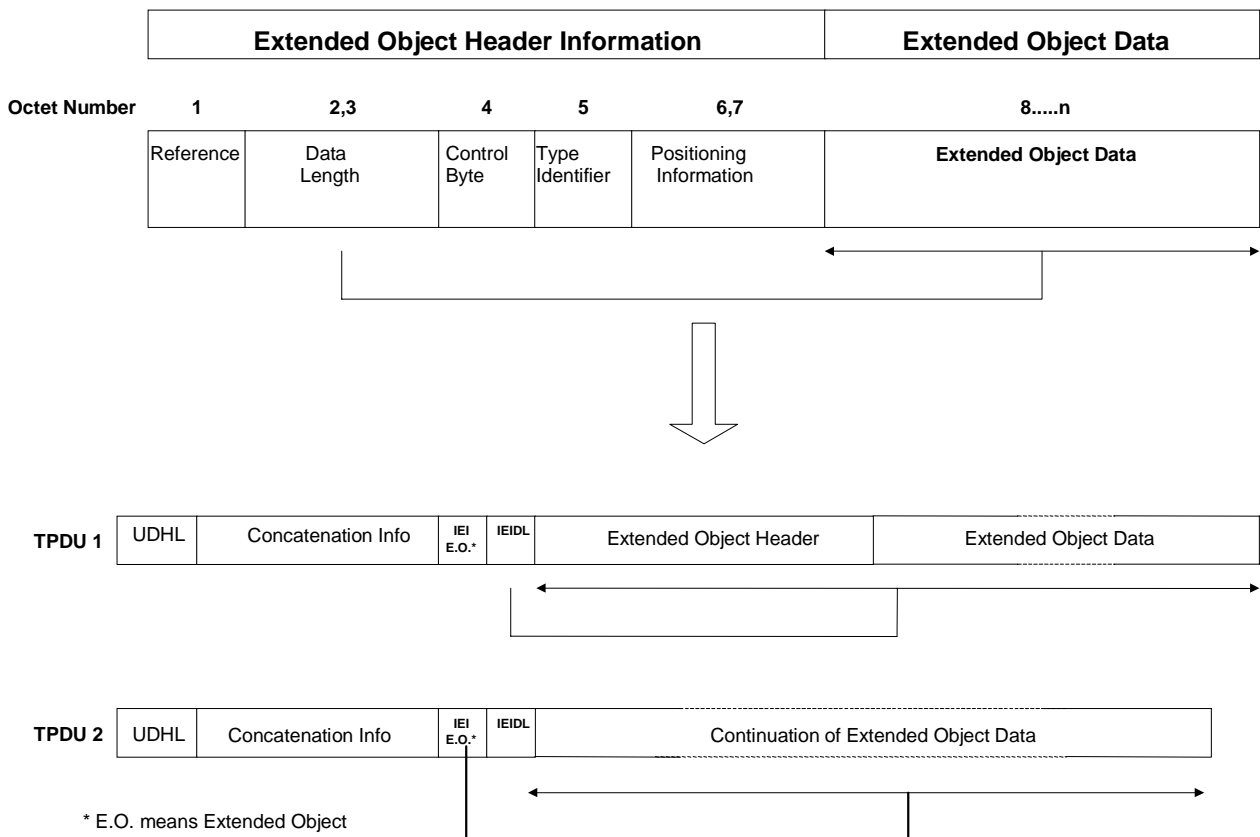 Extended Object Header Information Extended Object Data
Octet Number 1 2,3 4 5 6,7 8.....n
Reference Data Length Control Byte Type Identifier Positioning Information Extended Object Data
TPDU 1 UDHL Concatenation Info IEI E.O.* IEIDL Extended Object Header Extended Object Data
TPDU 2 UDHL Concatenation Info IEI E.O.* IEIDL Continuation of Extended Object Data
* E.O. means Extended Object